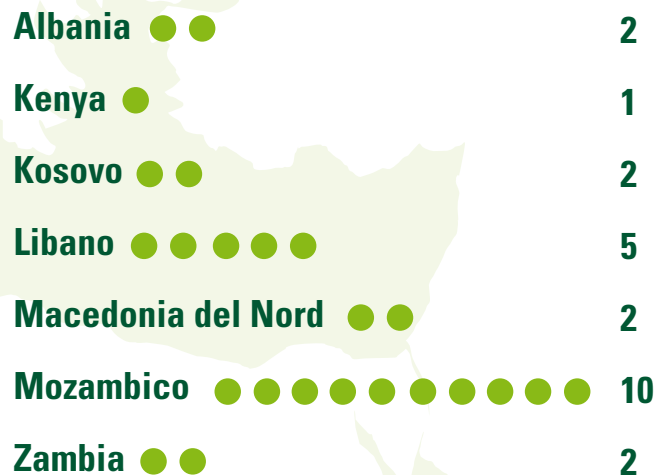 Albania 2
Kenya 1
Kosovo 2
Libano 5
Macedonia del Nord 2
Mozambico 10
Zambia 2